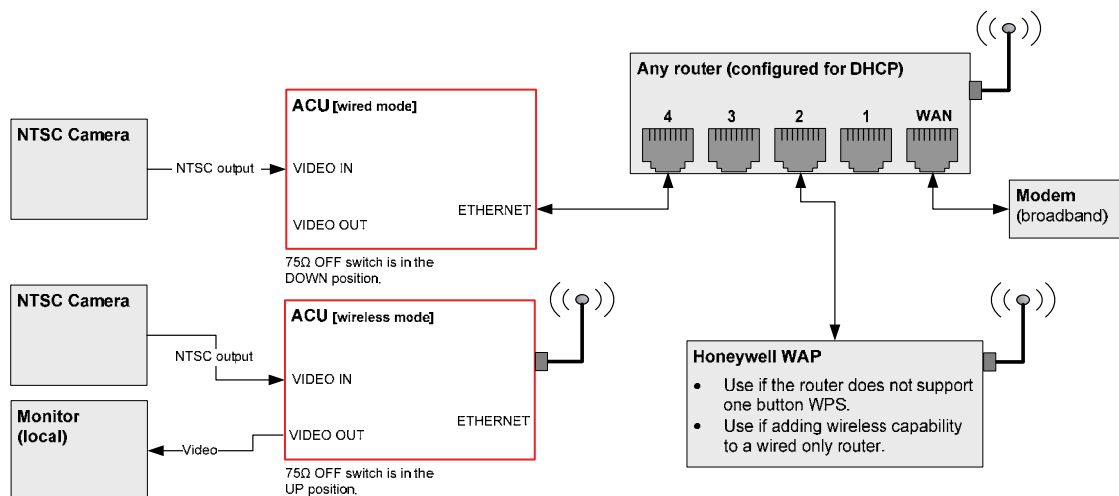 Any router (configured for DHCP)
4
3
2
1
WAN
ACU [wired mode]
NTSC Camera
NTSC output
VIDEO IN
VIDEO OUT
ETHERNET
75Ω OFF switch is in the
DOWN position.
Modem
(broadband)
NTSC Camera
NTSC output
Monitor
(local)
Video
ACU [wireless mode]
VIDEO IN
VIDEO OUT
ETHERNET
75Ω OFF switch is in the
UP position.
Honeywell WAP
• Use if the router does not support
one button WPS.
• Use if adding wireless capability
to a wired only router.